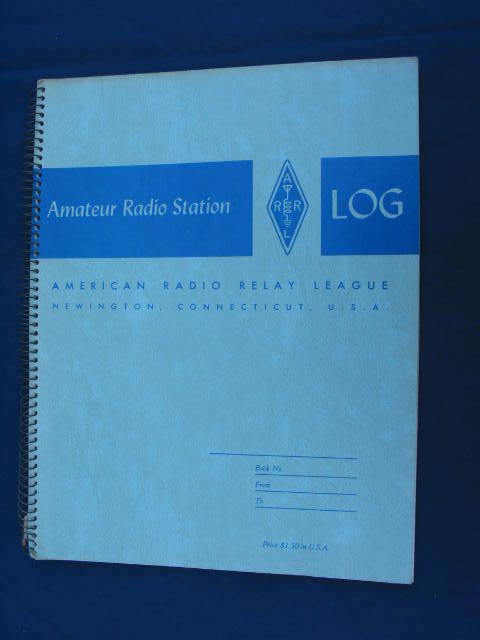 Amateur Radio Station
A
R R
L
LOG
AMERICAN RADIO RELAY LEAGUE
NEWINGTON, CONNECTICUT, U.S.A.
Book No.
From
To
Price $1.50 in U.S.A.